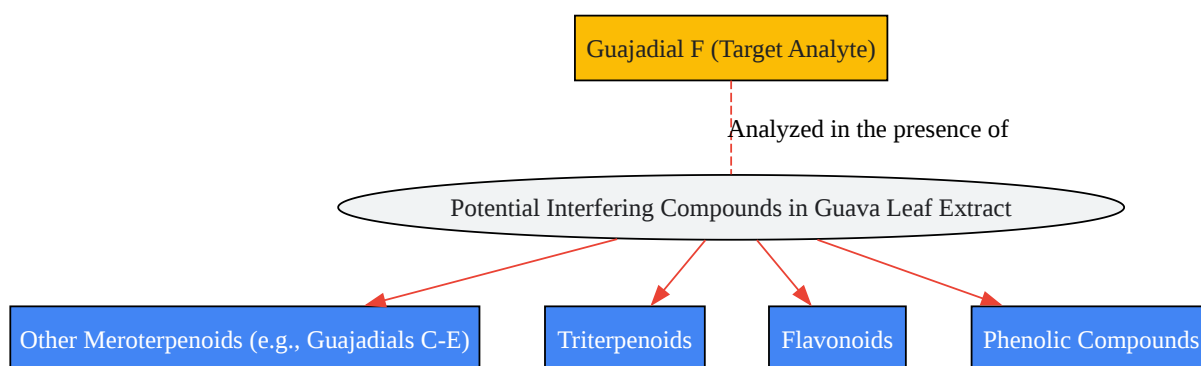 Guajadial F (Target Analyte)
Analyzed in the presence of
Potential Interfering Compounds in Guava Leaf Extract
Other Meroterpenoids (e.g., Guajadials C-E)
Triterpenoids
Flavonoids
Phenolic Compounds